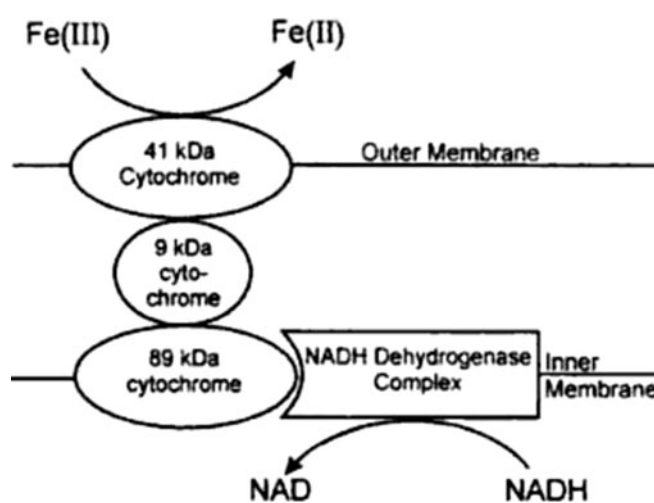 Fe(III) Fe(II)
41 kDa
Cytochrome
Outer Membrane
9 kDa
cyto-
chrome
89 kDa
cytochrome
NADH Dehydrogenase
Complex
Inner
Membrane
NAD NADH